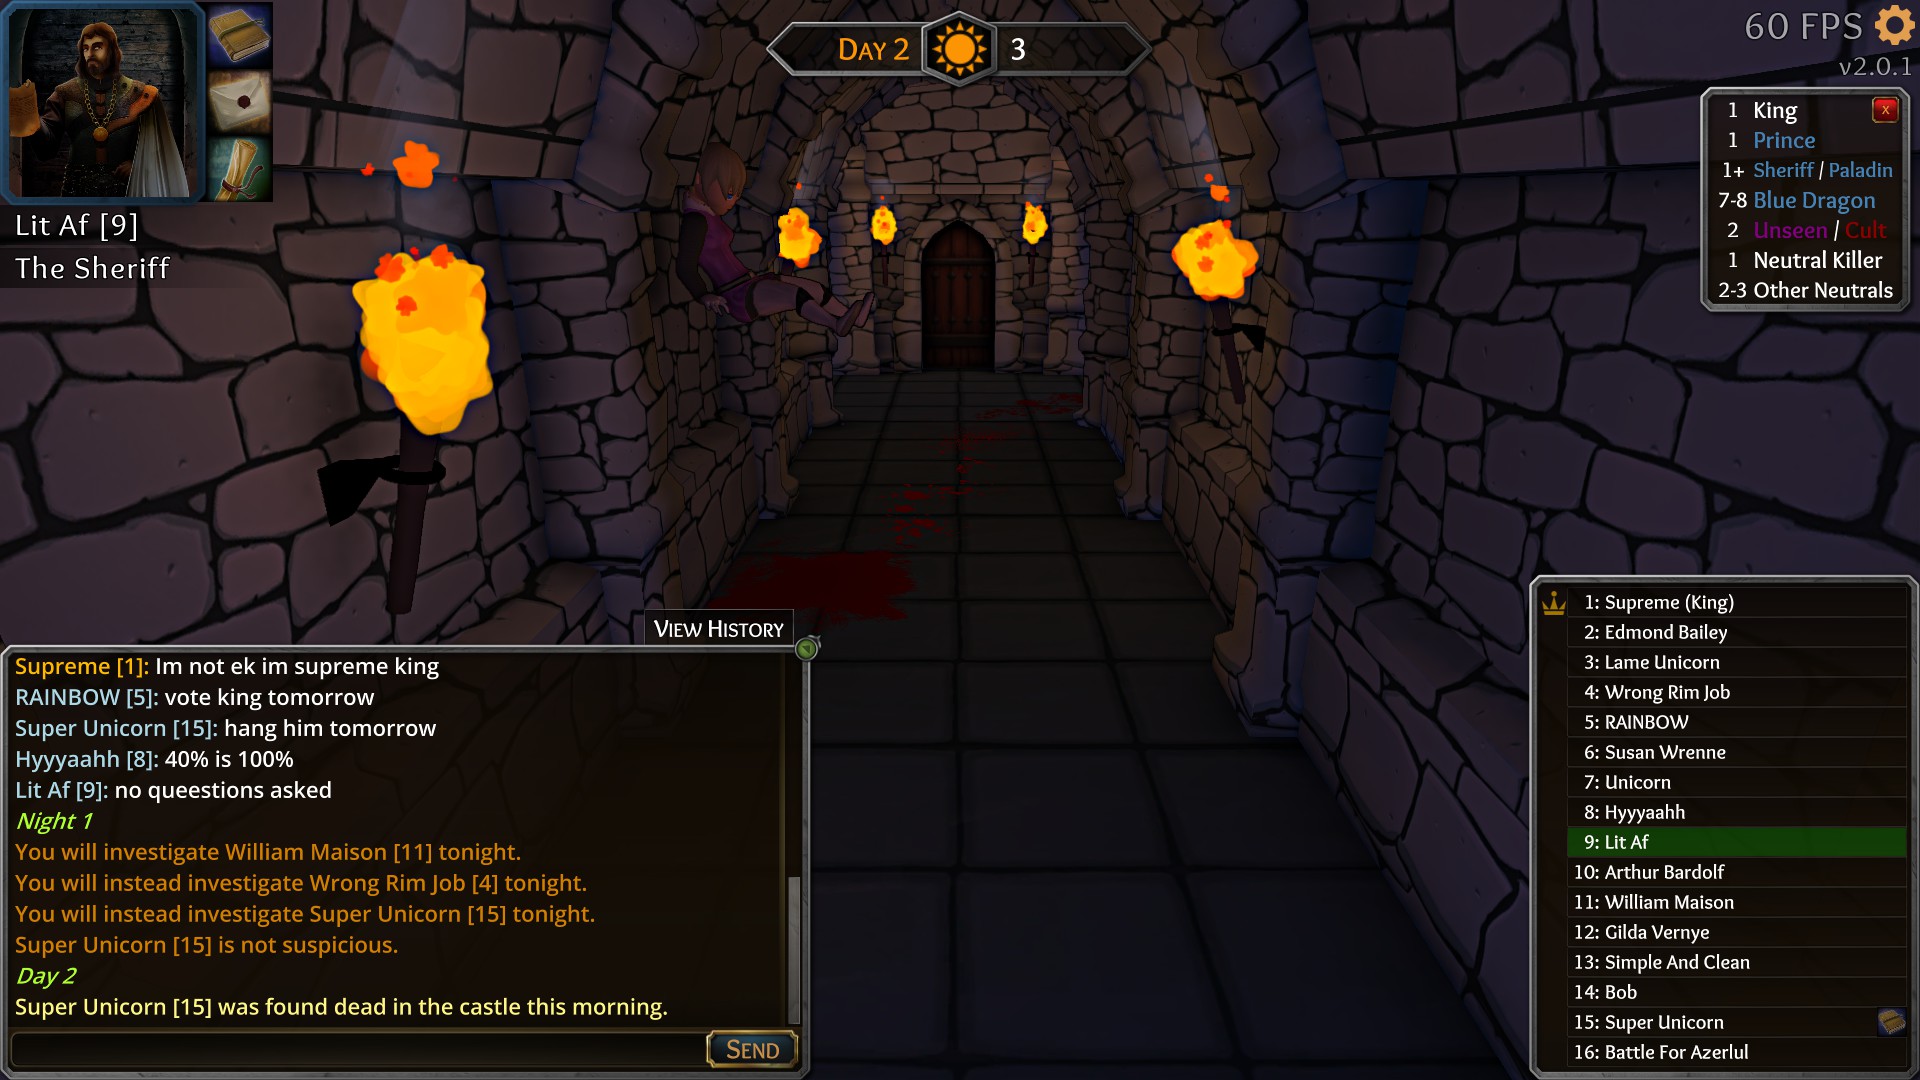 DAY 2 3
60 FPS
v2.0.1
1 King x
1 Prince
1+ Sheriff / Paladin
7-8 Blue Dragon
2 Unseen / Cult
1 Neutral Killer
2-3 Other Neutrals
Lit Af [9]
The Sheriff
VIEW HISTORY
Supreme [1]: Im not ek im supreme king
RAINBOW [5]: vote king tomorrow
Super Unicorn [15]: hang him tomorrow
Hyyyaahh [8]: 40% is 100%
Lit Af [9]: no queestions asked
Night 1
You will investigate William Maison [11] tonight.
You will instead investigate Wrong Rim Job [4] tonight.
You will instead investigate Super Unicorn [15] tonight.
Super Unicorn [15] is not suspicious.
Day 2
Super Unicorn [15] was found dead in the castle this morning.
SEND
1: Supreme (King)
2: Edmond Bailey
3: Lame Unicorn
4: Wrong Rim Job
5: RAINBOW
6: Susan Wrenne
7: Unicorn
8: Hyyyaahh
9: Lit Af
10: Arthur Bardolf
11: William Maison
12: Gilda Vernye
13: Simple And Clean
14: Bob
15: Super Unicorn
16: Battle For Azerlul